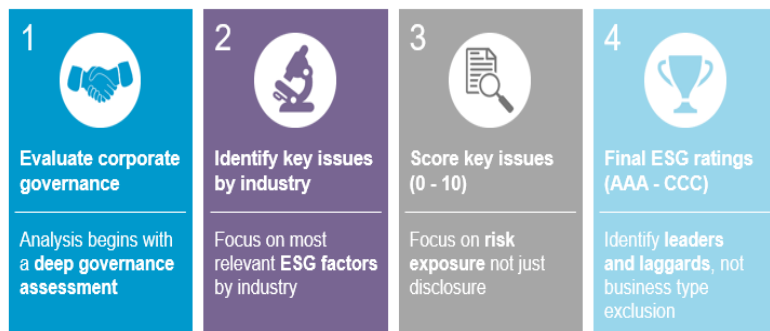 1
Evaluate corporate
governance
Analysis begins with
a deep governance
assessment
2
Identify key issues
by industry
Focus on most
relevant ESG factors
by industry
3
Score key issues
(0 - 10)
Focus on risk
exposure not just
disclosure
4
Final ESG ratings
(AAA - CCC)
Identify leaders
and laggards, not
business type
exclusion